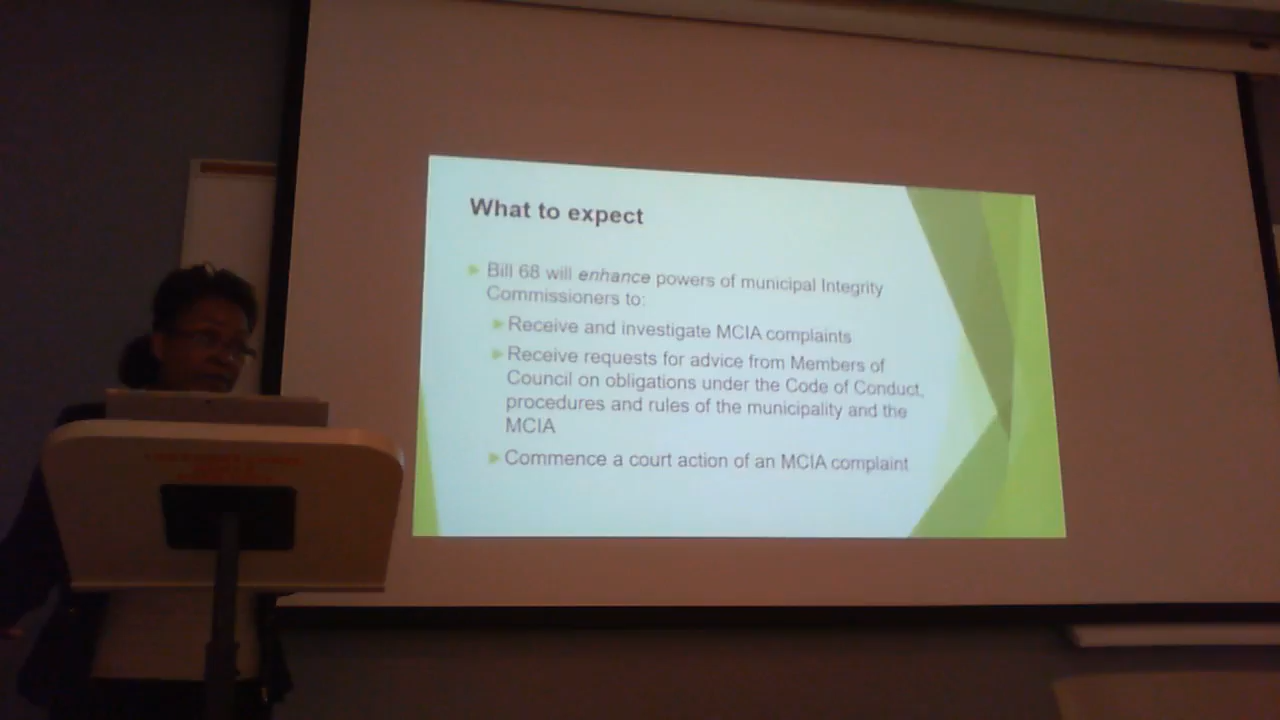 What to expect
Bill 68 will enhance powers of municipal Integrity
Commissioners to:
Receive and investigate MCIA complaints
Receive requests for advice from Members of
Council on obligations under the Code of Conduct,
procedures and rules of the municipality and the
MCIA
Commence a court action of an MCIA complaint